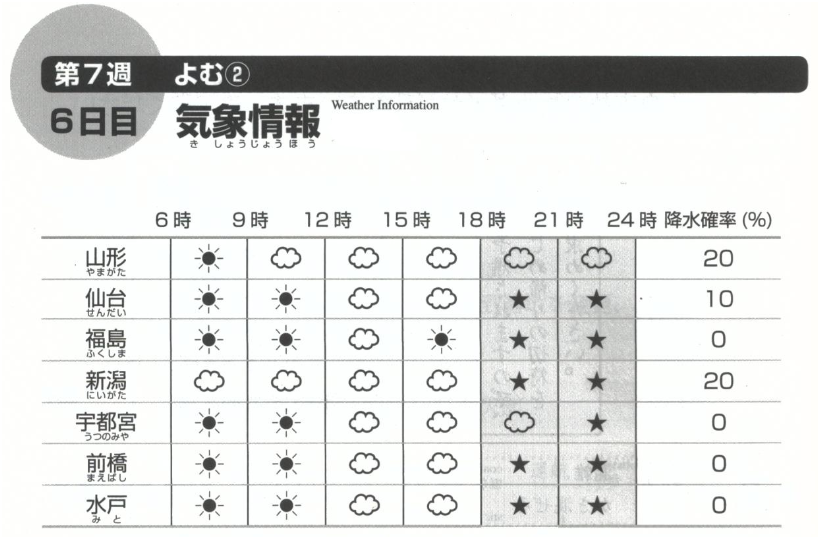 第7週 よむ②
6日目 気象情報 Weather Information
き しょうじょうほう
6時 9時 12時 15時 18時 21時 24時 降水確率(%)
山形 20
やまがた
仙台 10
せんだい
福島 0
ふくしま
新潟 20
にいがた
宇都宮 0
うつのみや
前橋 0
まえばし
水戸 0
みと